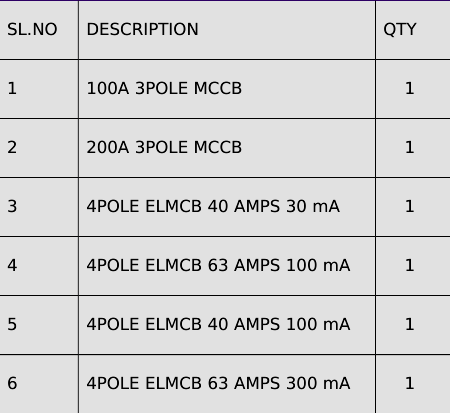 SL.NO DESCRIPTION QTY
1 100A 3POLE MCCB 1
2 200A 3POLE MCCB 1
3 4POLE ELMCB 40 AMPS 30 mA 1
4 4POLE ELMCB 63 AMPS 100 mA 1
5 4POLE ELMCB 40 AMPS 100 mA 1
6 4POLE ELMCB 63 AMPS 300 mA 1